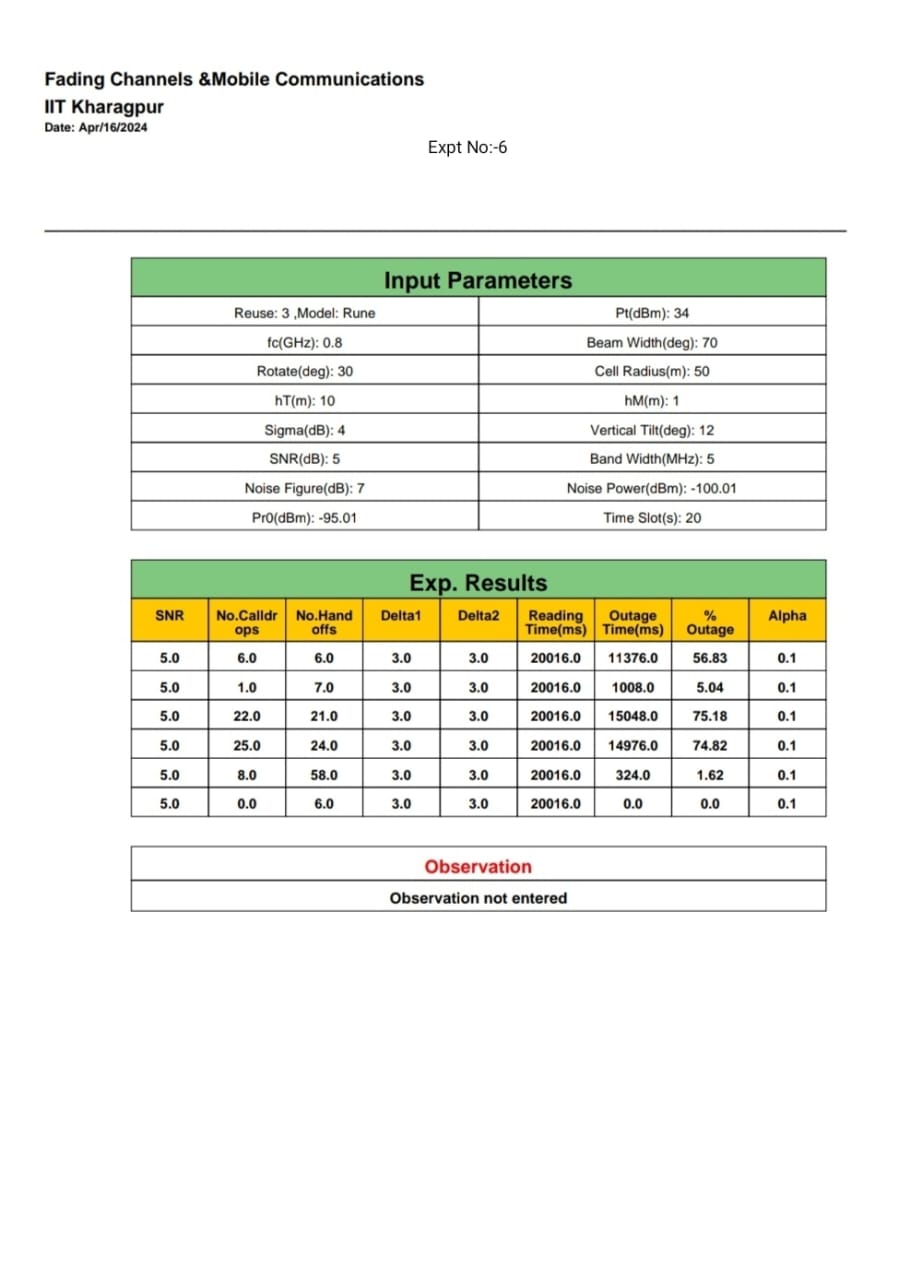 Fading Channels &Mobile Communications
IIT Kharagpur
Date: Apr/16/2024
Expt No:-6
Input Parameters
Reuse: 3 ,Model: Rune Pt(dBm): 34
fc(GHz): 0.8 Beam Width(deg): 70
Rotate(deg): 30 Cell Radius(m): 50
hT(m): 10 hM(m): 1
Sigma(dB): 4 Vertical Tilt(deg): 12
SNR(dB): 5 Band Width(MHz): 5
Noise Figure(dB): 7 Noise Power(dBm): -100.01
Pr0(dBm): -95.01 Time Slot(s): 20
Exp. Results
SNR No.Calldr ops No.Hand offs Delta1 Delta2 Reading Time(ms) Outage Time(ms) % Outage Alpha
5.0 6.0 6.0 3.0 3.0 20016.0 11376.0 56.83 0.1
5.0 1.0 7.0 3.0 3.0 20016.0 1008.0 5.04 0.1
5.0 22.0 21.0 3.0 3.0 20016.0 15048.0 75.18 0.1
5.0 25.0 24.0 3.0 3.0 20016.0 14976.0 74.82 0.1
5.0 8.0 58.0 3.0 3.0 20016.0 324.0 1.62 0.1
5.0 0.0 6.0 3.0 3.0 20016.0 0.0 0.0 0.1
Observation
Observation not entered